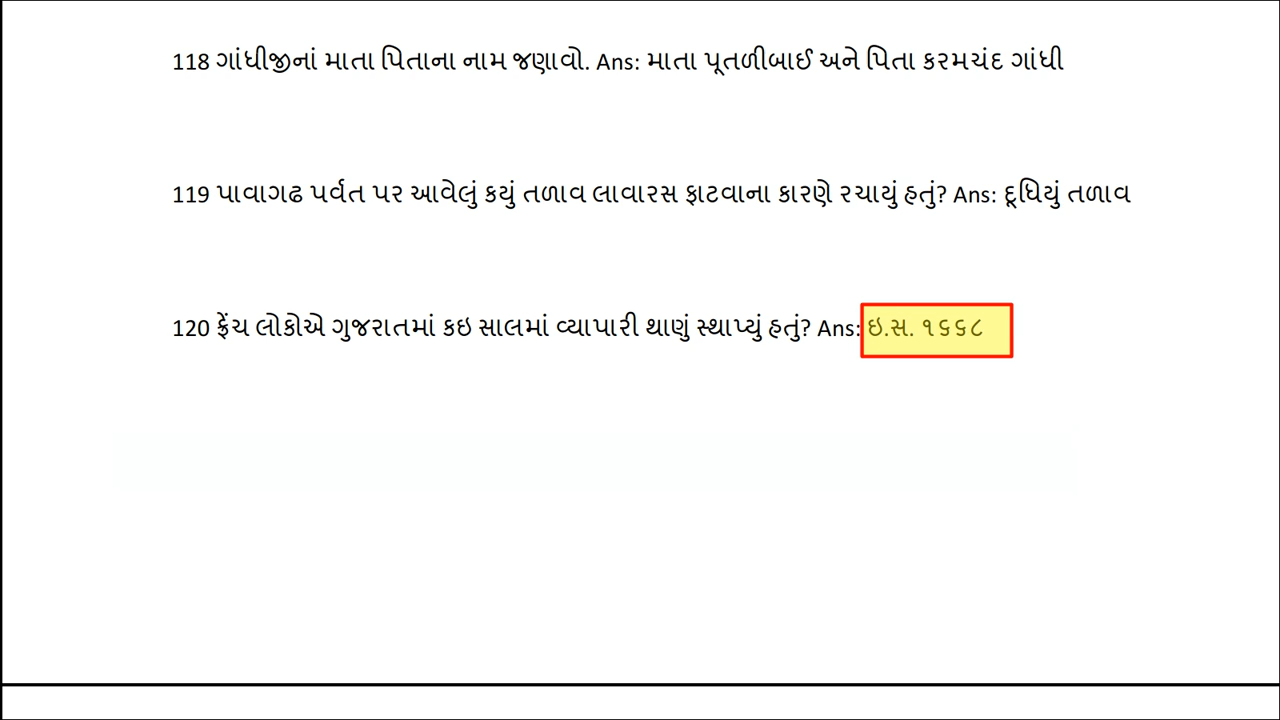 118 ગાંધીજીનાં માતા પિતાના નામ જણાવો. Ans: માતા પૂતળીબાઈ અને પિતા કરમચંદ ગાંધી
119 પાવાગઢ પર્વત પર આવેલું કયું તળાવ લાવારસ ફાટવાના કારણે રચાયું હતું? Ans: દૂધિયું તળાવ
120 ફ્રેંચ લોકોએ ગુજરાતમાં કઇ સાલમાં વ્યાપારી થાણું સ્થાપ્યું હતું? Ans: ઇ.સ. ૧૬૬૮